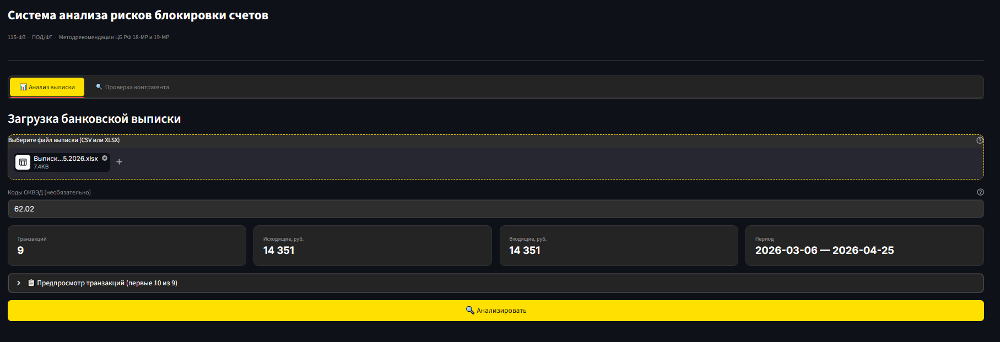 Система анализа рисков блокировки счетов
115-ФЗ · ПОД/ФТ · Методрекомендации ЦБ РФ 18-МР и 19-МР
Анализ выписки
Проверка контрагента
Загрузка банковской выписки
Выберите файл выписки (CSV или XLSX)
Выписк...5.2026.xlsx
7.4KB
Коды ОКВЭД (необязательно)
62.02
Транзакций
9
Исходящие, руб.
14 351
Входящие, руб.
14 351
Период
2026-03-06 — 2026-04-25
Предпросмотр транзакций (первые 10 из 9)
Анализировать